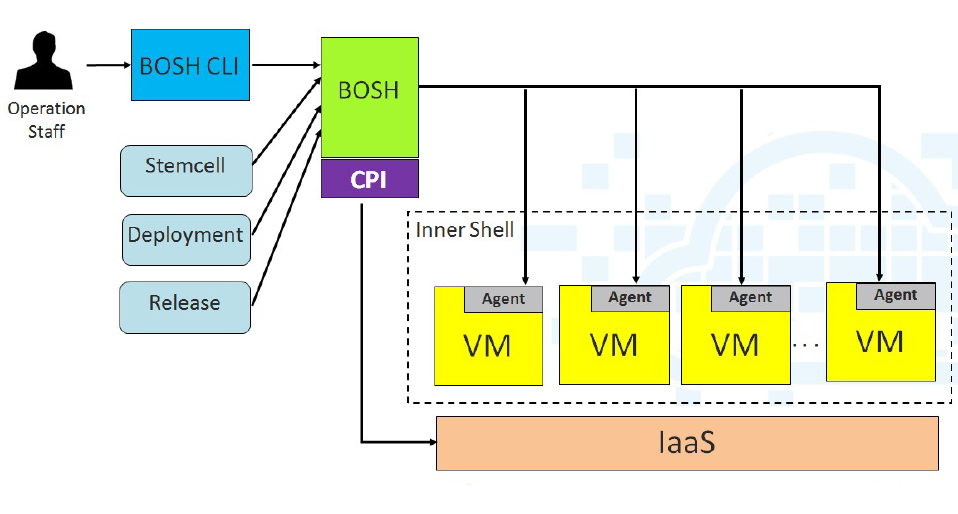 BOSH CLI
BOSH
Operation
Staff
Stemcell
CPI
Deployment
Inner Shell
Release
Agent
VM
Agent
VM
Agent
VM
...
Agent
VM
IaaS